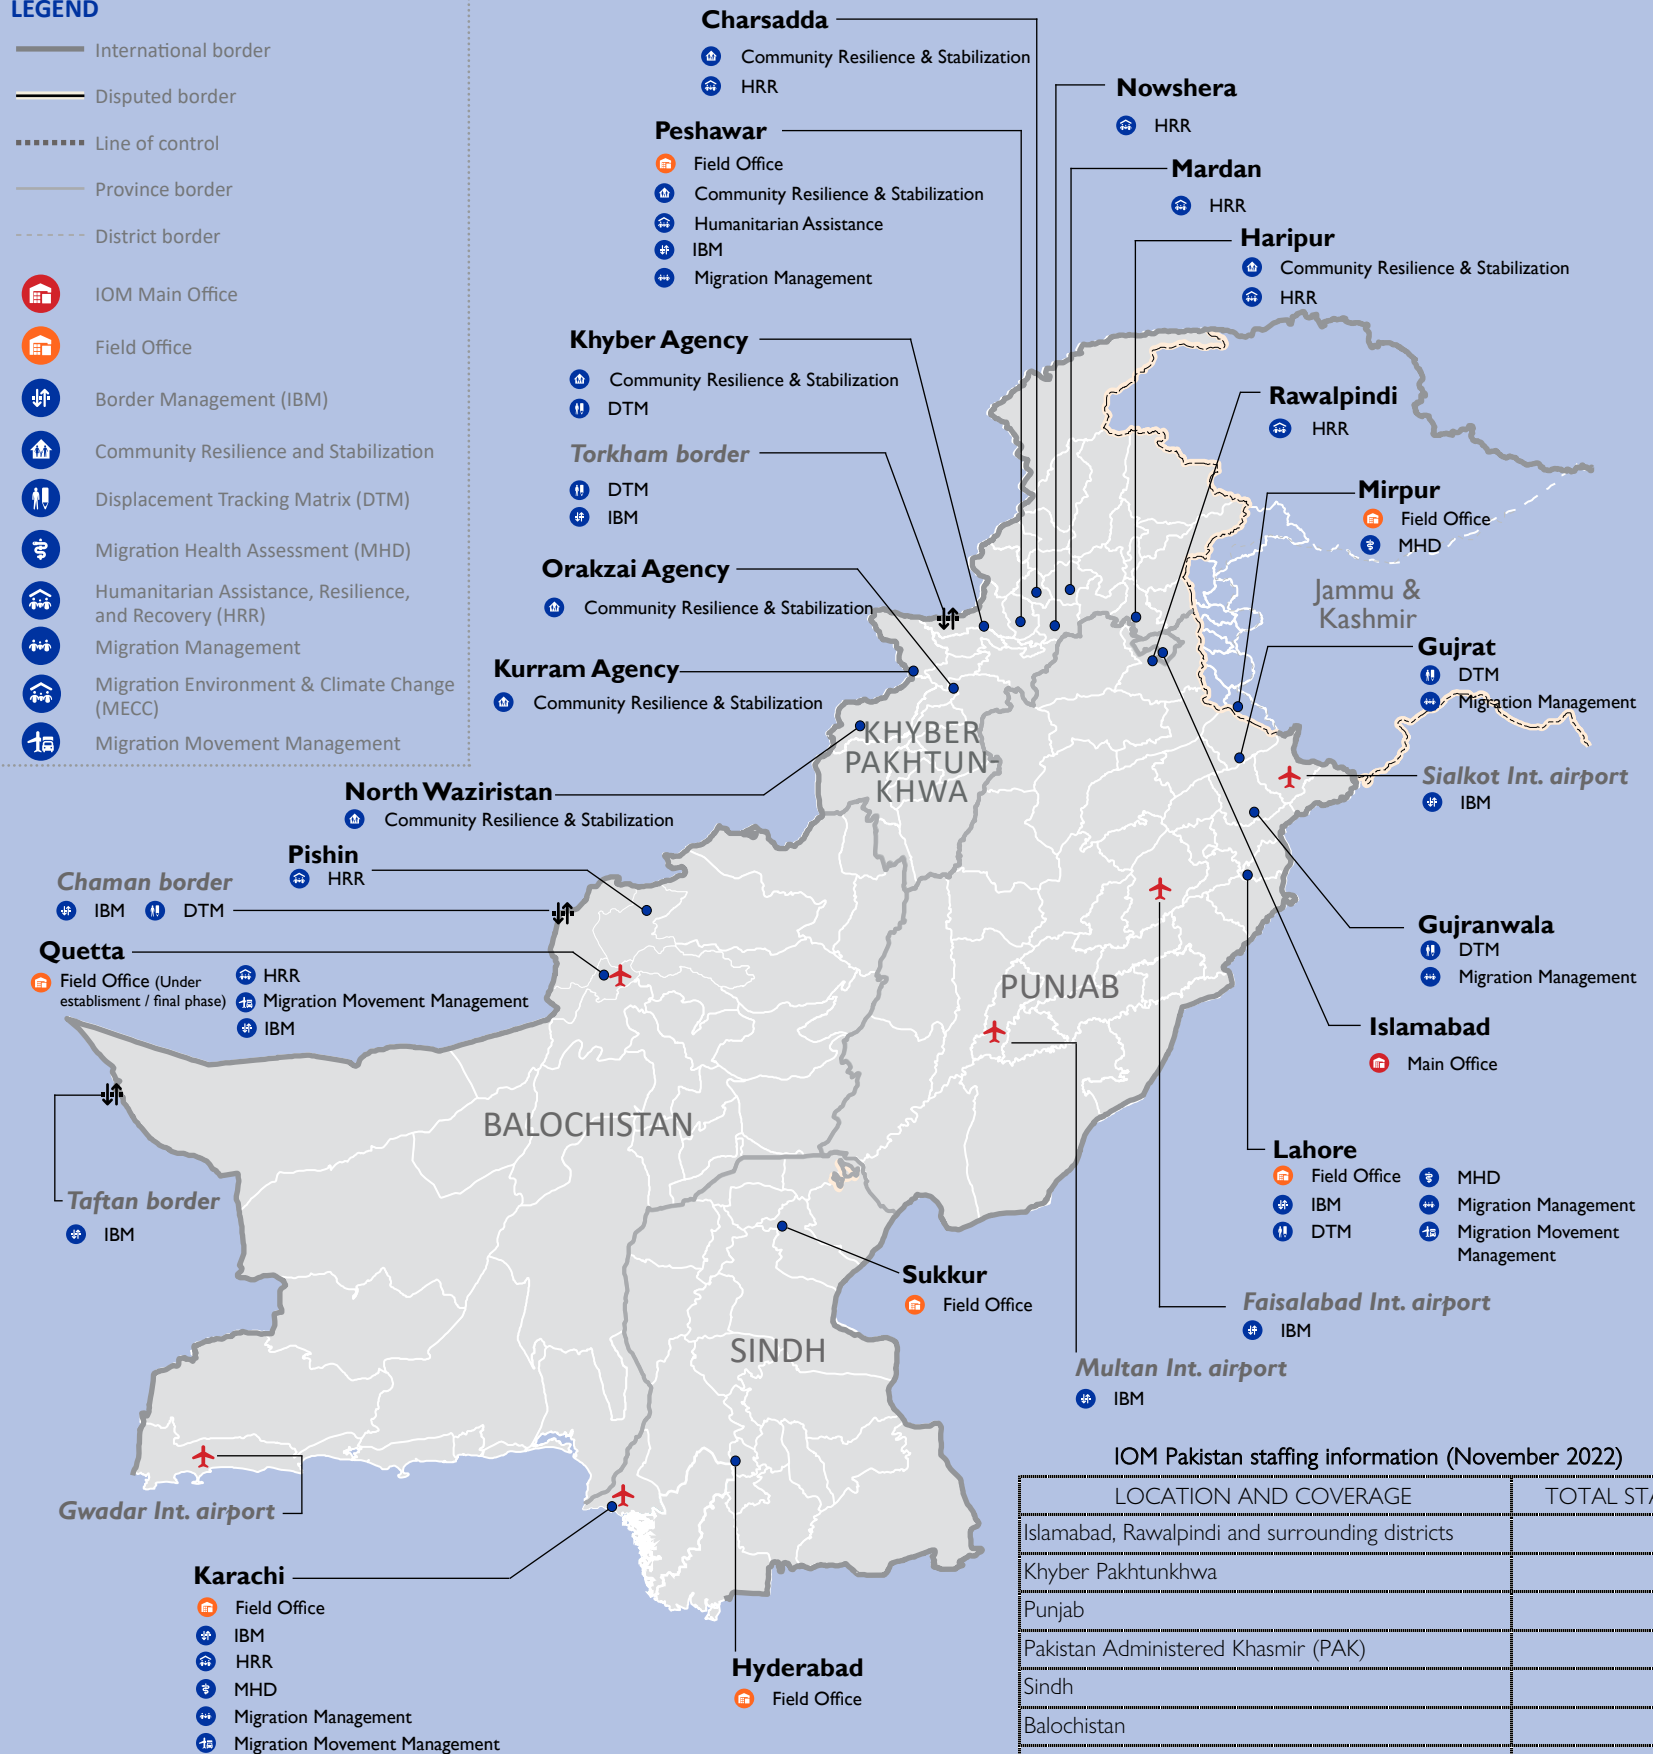 LEGEND
International border
Disputed border
Line of control
Province border
District border
IOM Main Office
Field Office
Border Management (IBM)
Community Resilience and Stabilization
Displacement Tracking Matrix (DTM)
Migration Health Assessment (MHD)
Humanitarian Assistance, Resilience,
and Recovery (HRR)
Migration Management
Migration Environment & Climate Change
(MECC)
Migration Movement Management
Charsadda
Community Resilience & Stabilization
HRR
Nowshera
HRR
Peshawar
Field Office
Community Resilience & Stabilization
Humanitarian Assistance
IBM
Migration Management
Mardan
HRR
Haripur
Community Resilience & Stabilization
HRR
Khyber Agency
Community Resilience & Stabilization
DTM
Rawalpindi
HRR
Torkham border
DTM
IBM
Mirpur
Field Office
MHD
Orakzai Agency
Community Resilience & Stabilization
Jammu &
Kashmir
Gujrat
DTM
Migration Management
Kurram Agency
Community Resilience & Stabilization
KHYBER
PAKHTUN-
KHWA
Sialkot Int. airport
IBM
North Waziristan
Community Resilience & Stabilization
Pishin
HRR
Chaman border
IBM
DTM
Quetta
Field Office (Under
establisment / final phase)
HRR
Migration Movement Management
IBM
Gujranwala
DTM
Migration Management
PUNJAB
Islamabad
Main Office
BALOCHISTAN
Lahore
Field Office
MHD
IBM
Migration Management
DTM
Migration Movement
Management
Taftan border
IBM
Sukkur
Field Office
Faisalabad Int. airport
IBM
SINDH
Multan Int. airport
IBM
Gwadar Int. airport
Karachi
Field Office
IBM
HRR
MHD
Migration Management
Migration Movement Management
Hyderabad
Field Office
IOM Pakistan staffing information (November 2022)
LOCATION AND COVERAGE
TOTAL STA
Islamabad, Rawalpindi and surrounding districts
Khyber Pakhtunkhwa
Punjab
Pakistan Administered Khasmir (PAK)
Sindh
Balochistan